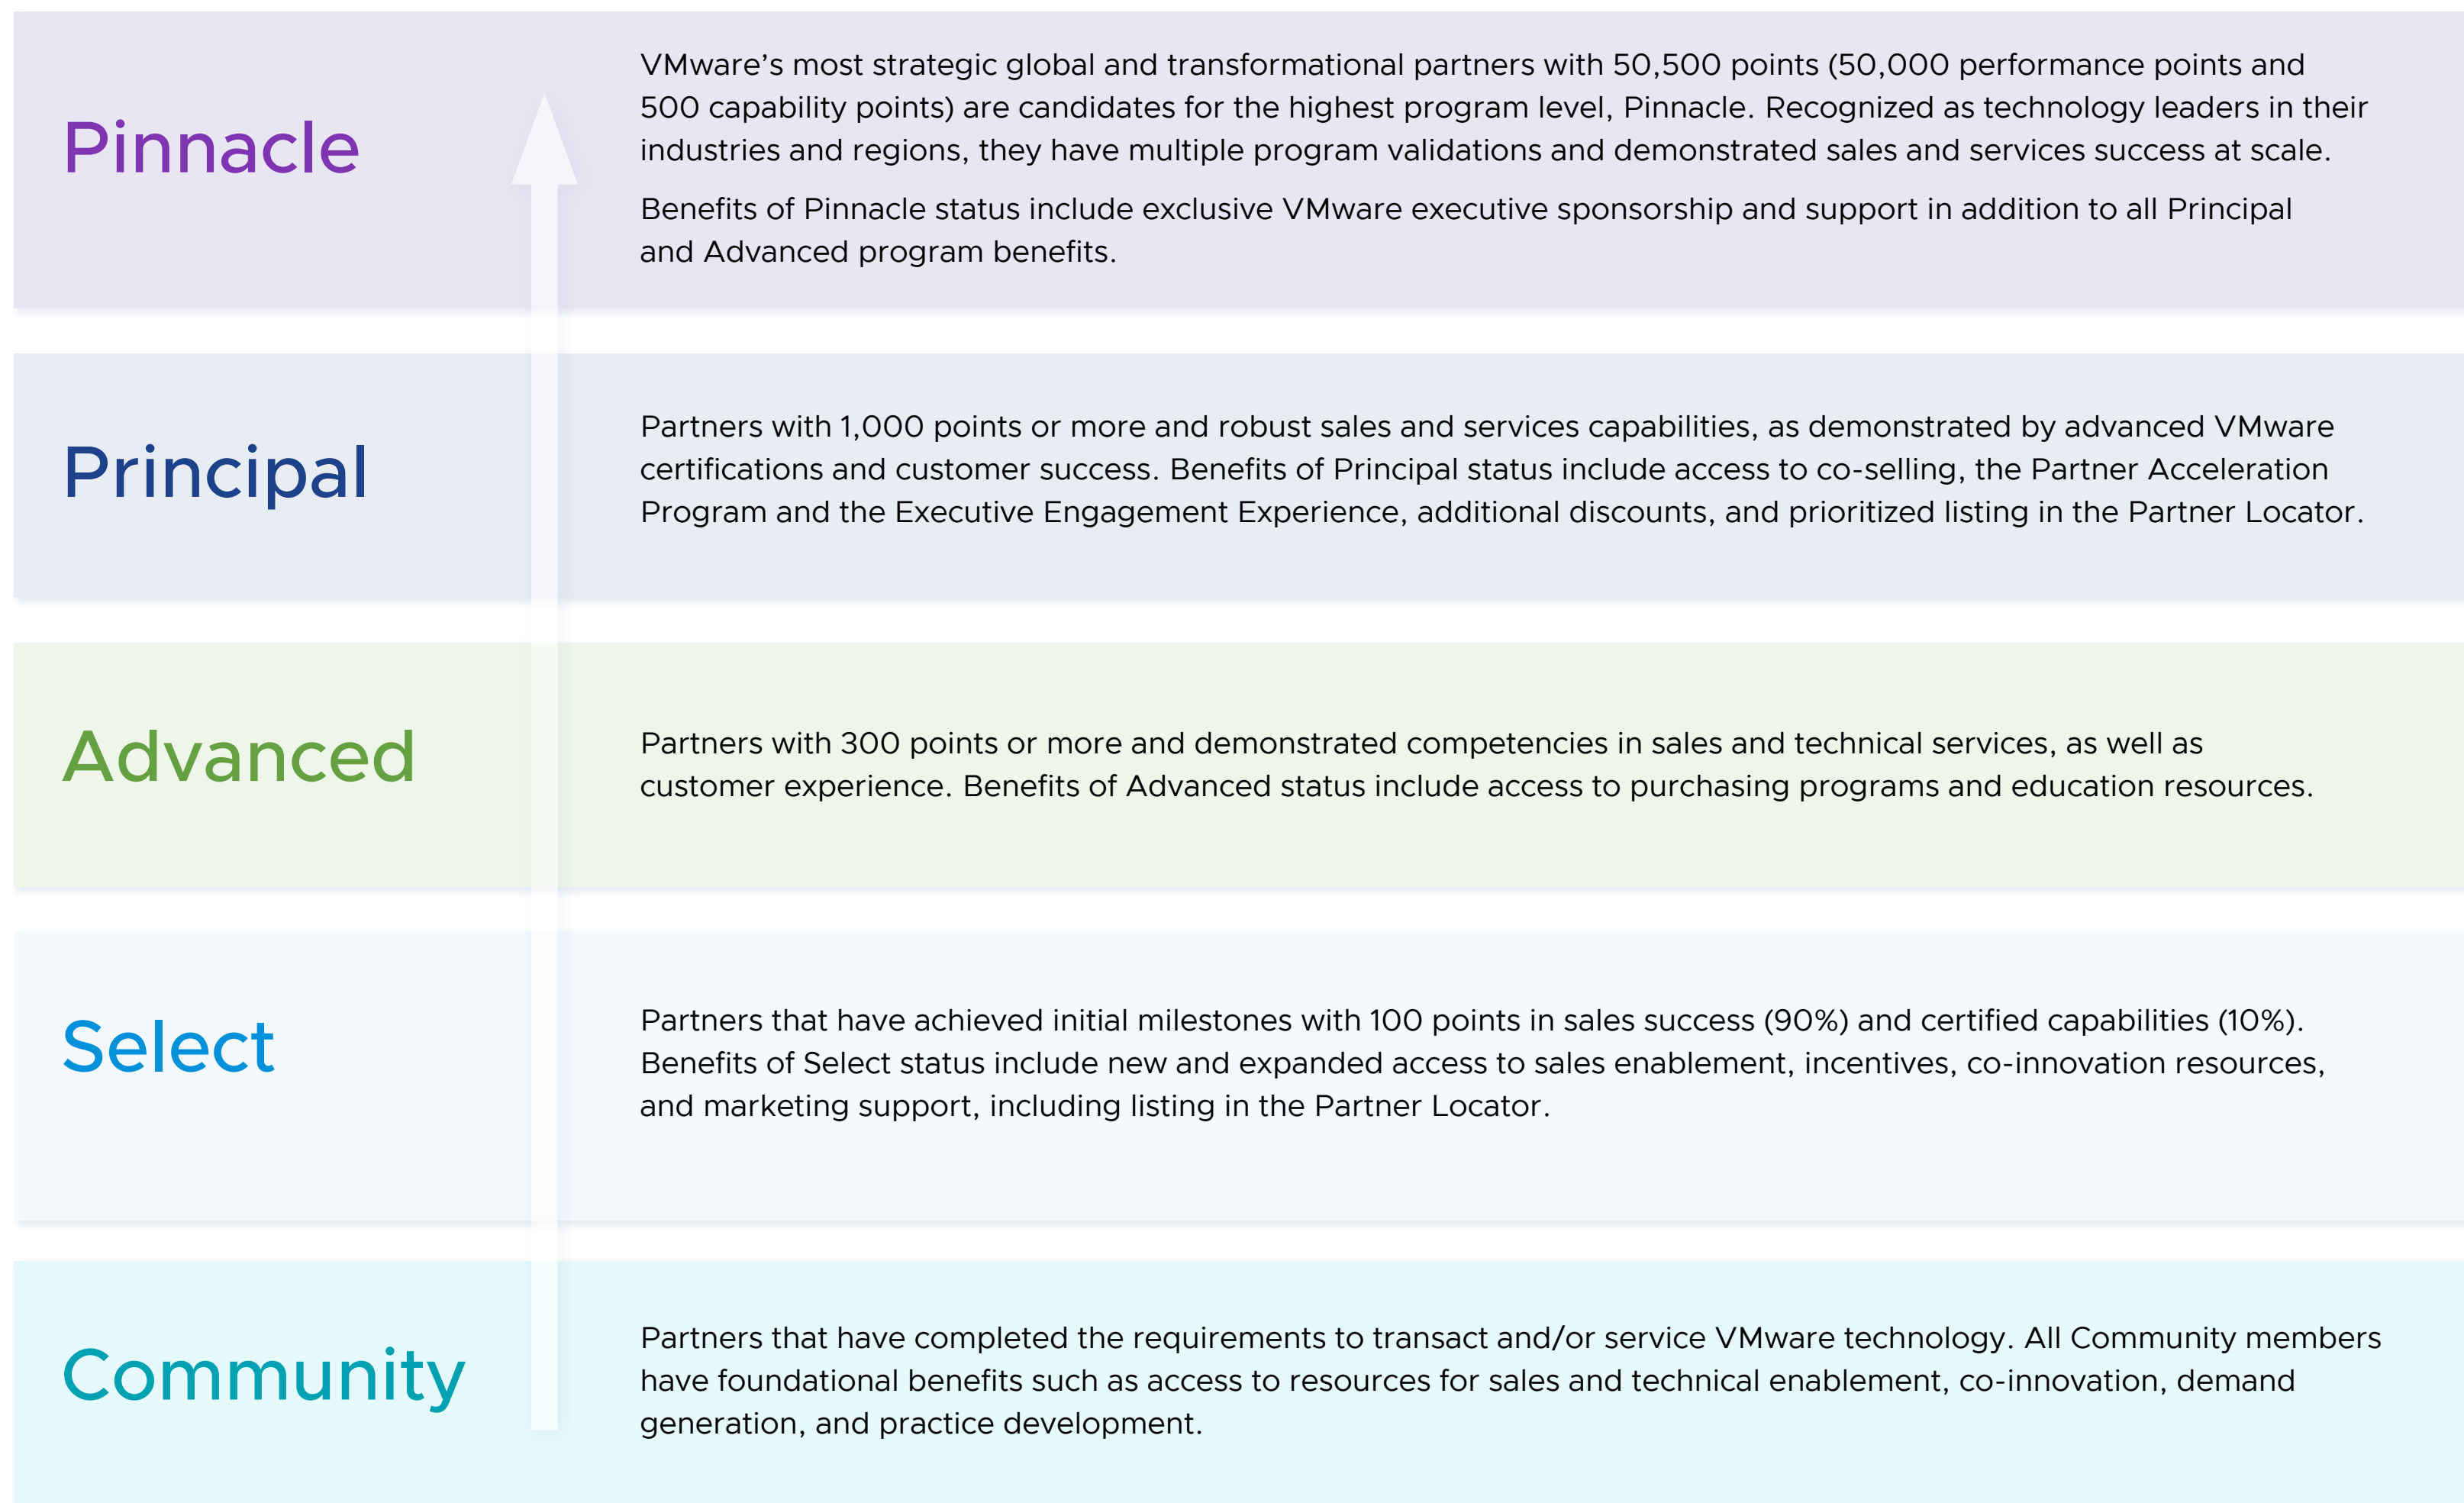 Pinnacle
VMware’s most strategic global and transformational partners with 50,500 points (50,000 performance points and
500 capability points) are candidates for the highest program level, Pinnacle. Recognized as technology leaders in their
industries and regions, they have multiple program validations and demonstrated sales and services success at scale.
Benefits of Pinnacle status include exclusive VMware executive sponsorship and support in addition to all Principal
and Advanced program benefits.
Principal
Partners with 1,000 points or more and robust sales and services capabilities, as demonstrated by advanced VMware
certifications and customer success. Benefits of Principal status include access to co-selling, the Partner Acceleration
Program and the Executive Engagement Experience, additional discounts, and prioritized listing in the Partner Locator.
Advanced
Partners with 300 points or more and demonstrated competencies in sales and technical services, as well as
customer experience. Benefits of Advanced status include access to purchasing programs and education resources.
Select
Partners that have achieved initial milestones with 100 points in sales success (90%) and certified capabilities (10%).
Benefits of Select status include new and expanded access to sales enablement, incentives, co-innovation resources,
and marketing support, including listing in the Partner Locator.
Community
Partners that have completed the requirements to transact and/or service VMware technology. All Community members
have foundational benefits such as access to resources for sales and technical enablement, co-innovation, demand
generation, and practice development.